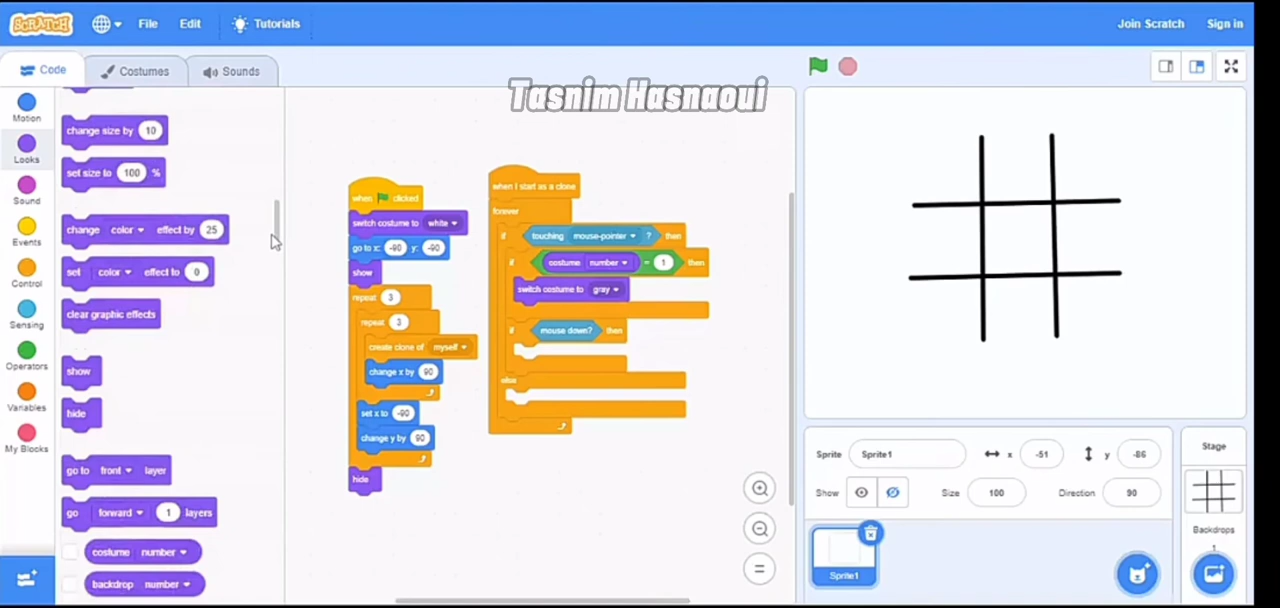 SCRATCH File Edit Tutorials Join Scratch Sign in
Code Costumes Sounds
Tasnim Hasnaoui
Motion
Looks
Sound
Events
Control
Sensing
Operators
Variables
My Blocks
change size by 10
set size to 100 %
change color effect by 25
set color effect to 0
clear graphic effects
show
hide
go to front layer
go forward 1 layers
costume number
backdrop number
when clicked
switch costume to white
go to x: -90 y: -90
show
repeat 3
repeat 3
create clone of myself
change x by 90
set x to -90
change y by 90
hide
when I start as a clone
forever
if touching mouse-pointer ? then
if costume number = 1 then
switch costume to gray
if mouse down? then
else
Sprite Sprite1 x -51 y -86
Show Size 100 Direction 90
Sprite1
Stage
Backdrops
1